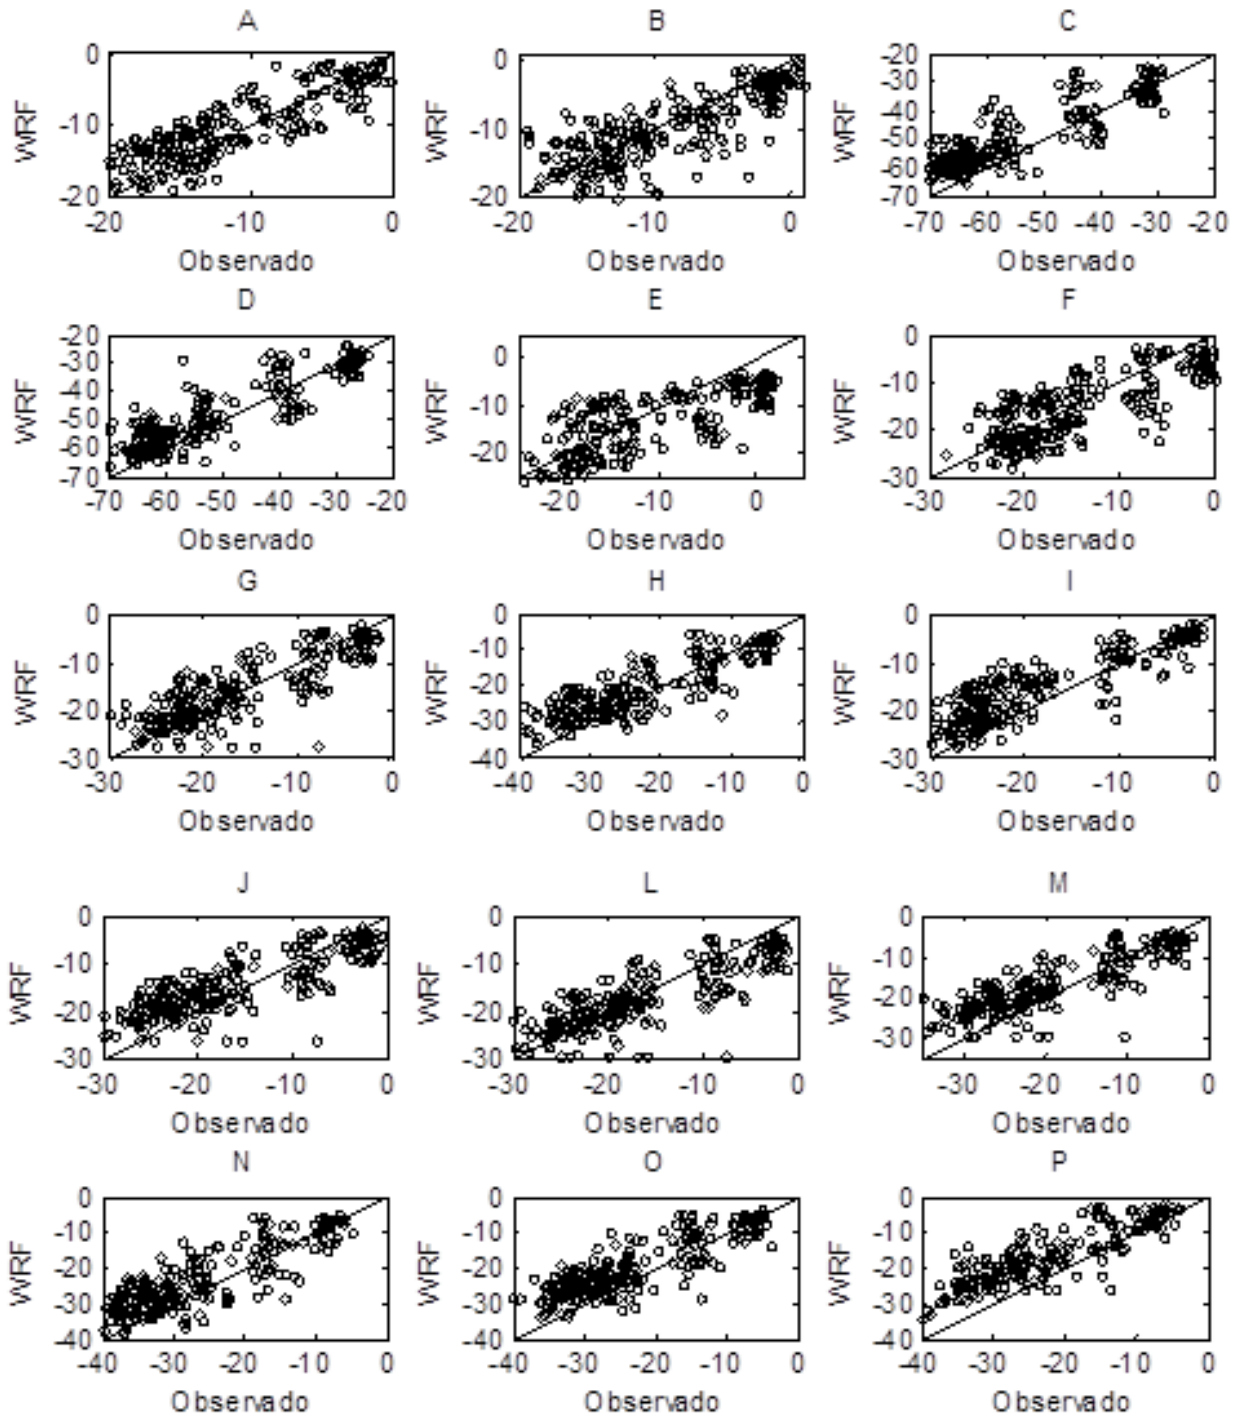 A B C
0 0 -20
-30
WRF -10 WRF -10 WRF -40
-50
-60
-20 -20 -70
-20 -10 0 -20 -10 0 -70 -60 -50 -40 -30 -20
Observado Observado Observado
D E F
-20 0 0
-30
WRF -40 WRF -10 WRF -10
-50
-60 -20 -20
-70 -30
-70 -60 -50 -40 -30 -20 -20 -10 0 -30 -20 -10 0
Observado Observado Observado
G H I
0 0 0
WRF -10 WRF -10 WRF -10
-20 -20 -20
-30
-30 -40 -30
-30 -20 -10 0 -40 -30 -20 -10 0 -30 -20 -10 0
Observado Observado Observado
J L M
0 0 0
WRF -10 WRF -10 WRF -10
-20 -20 -20
-30 -30 -30
-30 -20 -10 0 -30 -20 -10 0 -30 -20 -10 0
Observado Observado Observado
N O P
0 0 0
WRF -10 WRF -10 WRF -10
-20 -20 -20
-30 -30 -30
-40 -40 -40
-40 -30 -20 -10 0 -40 -30 -20 -10 0 -40 -30 -20 -10 0
Observado Observado Observado